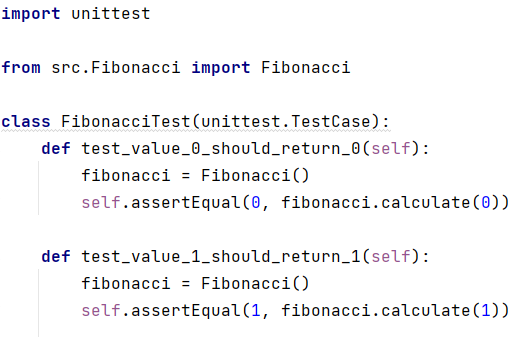 import unittest
from src.Fibonacci import Fibonacci
class FibonacciTest(unittest.TestCase):
    def test_value_0_should_return_0(self):
        fibonacci = Fibonacci()
        self.assertEqual(0, fibonacci.calculate(0))
    def test_value_1_should_return_1(self):
        fibonacci = Fibonacci()
        self.assertEqual(1, fibonacci.calculate(1))